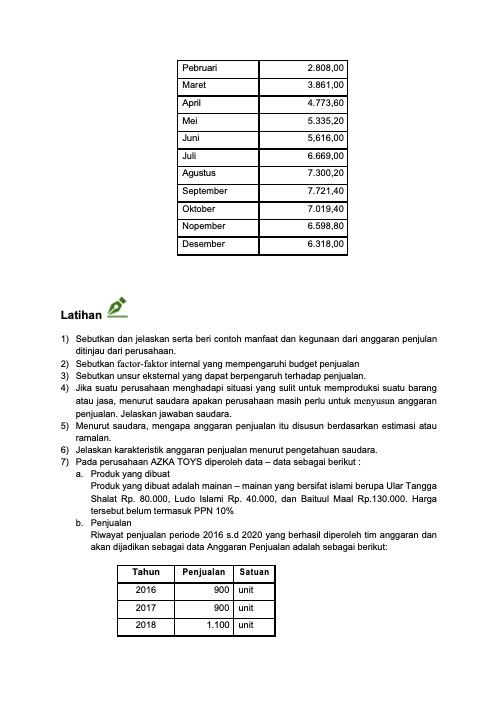 Pebruari 2.808,00
Maret 3.861,00
April 4.773,60
Mei 5.335,20
Juni 5,616,00
Juli 6.669,00
Agustus 7.300,20
September 7.721,40
Oktober 7.019,40
Nopember 6.598,80
Desember 6.318,00
Latihan
1) Sebutkan dan jelaskan serta beri contoh manfaat dan kegunaan dari anggaran penjulan
ditinjau dari perusahaan.
2) Sebutkan factor-faktor internal yang mempengaruhi budget penjualan
3) Sebutkan unsur eksternal yang dapat berpengaruh terhadap penjualan.
4) Jika suatu perusahaan menghadapi situasi yang sulit untuk memproduksi suatu barang
atau jasa, menurut saudara apakan perusahaan masih perlu untuk menyusun anggaran
penjualan. Jelaskan jawaban saudara.
5) Menurut saudara, mengapa anggaran penjualan itu disusun berdasarkan estimasi atau
ramalan.
6) Jelaskan karakteristik anggaran penjualan menurut pengetahuan saudara.
7) Pada perusahaan AZKA TOYS diperoleh data – data sebagai berikut :
a. Produk yang dibuat
Produk yang dibuat adalah mainan – mainan yang bersifat islami berupa Ular Tangga
Shalat Rp. 80.000, Ludo Islami Rp. 40.000, dan Baituul Maal Rp.130.000. Harga
tersebut belum termasuk PPN 10%
b. Penjualan
Riwayat penjualan periode 2016 s.d 2020 yang berhasil diperoleh tim anggaran dan
akan dijadikan sebagai data Anggaran Penjualan adalah sebagai berikut:
Tahun Penjualan Satuan
2016 900 unit
2017 900 unit
2018 1.100 unit